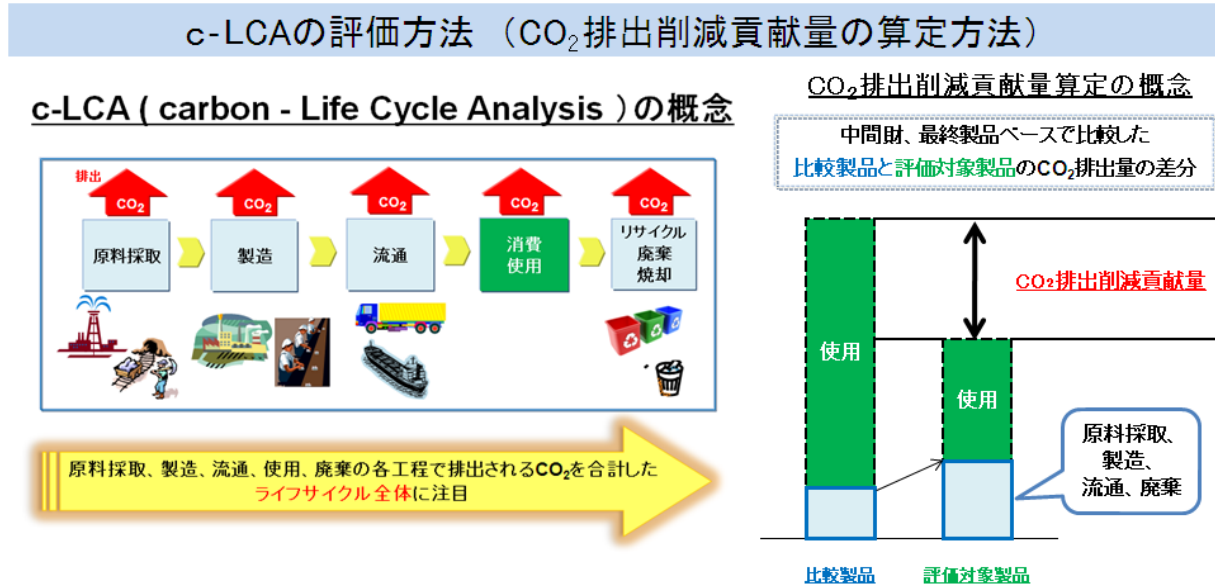 c-LCAの評価方法 （CO₂排出削減貢献量の算定方法）
c-LCA ( carbon - Life Cycle Analysis ) の概念
排出
CO₂
CO₂
CO₂
CO₂
CO₂
原料採取
製造
流通
消費
使用
リサイクル
廃棄
焼却
原料採取、製造、流通、使用、廃棄の各工程で排出されるCO₂を合計した
ライフサイクル全体に注目
CO₂排出削減貢献量算定の概念
中間財、最終製品ベースで比較した
比較製品と評価対象製品のCO₂排出量の差分
CO₂排出削減貢献量
使用
使用
原料採取、
製造、
流通、廃棄
比較製品
評価対象製品